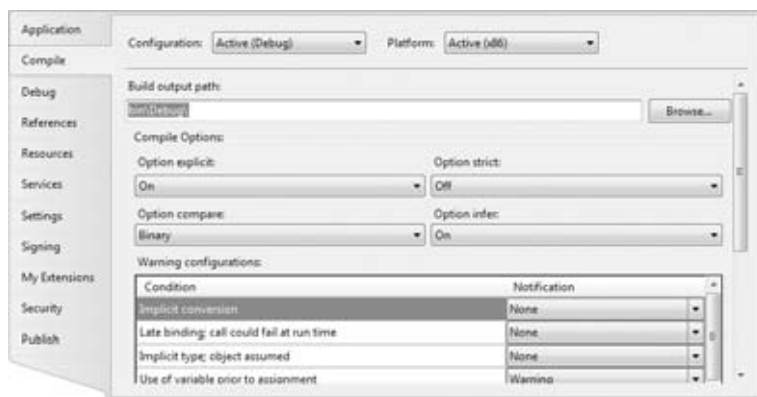 Application
Compile
Debug
References
Resources
Services
Settings
Signing
My Extensions
Security
Publish
Configuration: Active (Debug) Platform: Active (x86)
Build output path:
bin\Debug\
Browse...
Compile Options:
Option explicit: Option strict:
On Off
Option compare: Option infer:
Binary On
Warning configurations:
Condition Notification
Implicit conversion None
Late binding; call could fail at run time None
Implicit type; object assumed None
Use of variable prior to assignment Warning